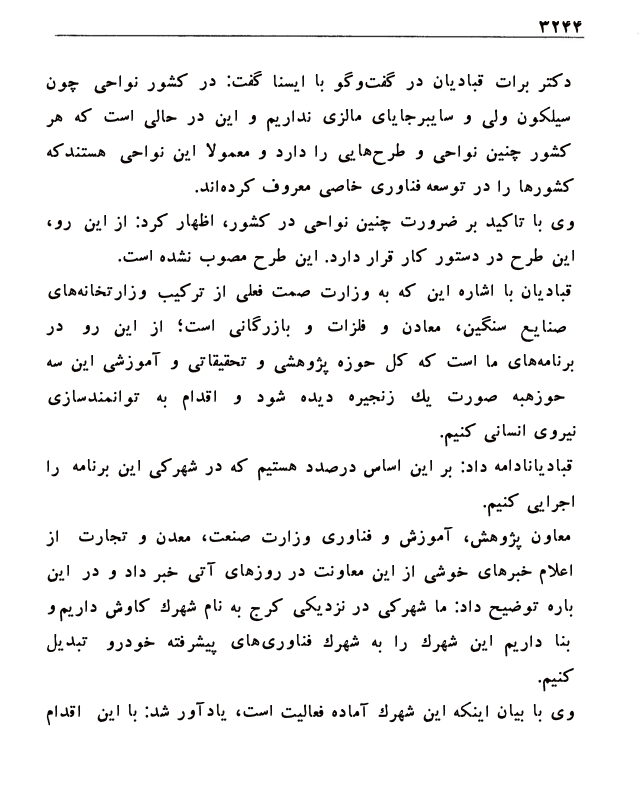 ۳۲۴۴
دکتر برات قبادیان در گفت‌وگو با ایسنا گفت: در کشور نواحی چون
سیلکون ولی و سایبرجایای مالزی نداریم و این در حالی است که هر
کشور چنین نواحی و طرح‌هایی را دارد و معمولا این نواحی هستندکه
کشورها را در توسعه فناوری خاصی معروف کرده‌اند.
وی با تاکید بر ضرورت چنین نواحی در کشور، اظهار کرد: از این رو،
این طرح در دستور کار قرار دارد. این طرح مصوب نشده است.
قبادیان با اشاره این که به وزارت صمت فعلی از ترکیب وزارتخانه‌های
صنایع سنگین، معادن و فلزات و بازرگانی است؛ از این رو در
برنامه‌های ما است که کل حوزه پژوهشی و تحقیقاتی و آموزشی این سه
حوزهبه صورت یك زنجیره دیده شود و اقدام به توانمندسازی
نیروی انسانی کنیم.
قبادیانادامه داد: بر این اساس درصدد هستیم که در شهرکی این برنامه را
اجرایی کنیم.
معاون پژوهش، آموزش و فناوری وزارت صنعت، معدن و تجارت از
اعلام خبرهای خوشی از این معاونت در روزهای آتی خبر داد و در این
باره توضیح داد: ما شهرکی در نزدیکی کرج به نام شهرك کاوش داریم و
بنا داریم این شهرك را به شهرك فناوری‌های پیشرفته خودرو تبدیل
کنیم.
وی با بیان اینکه این شهرك آماده فعالیت است، یادآور شد: با این اقدام